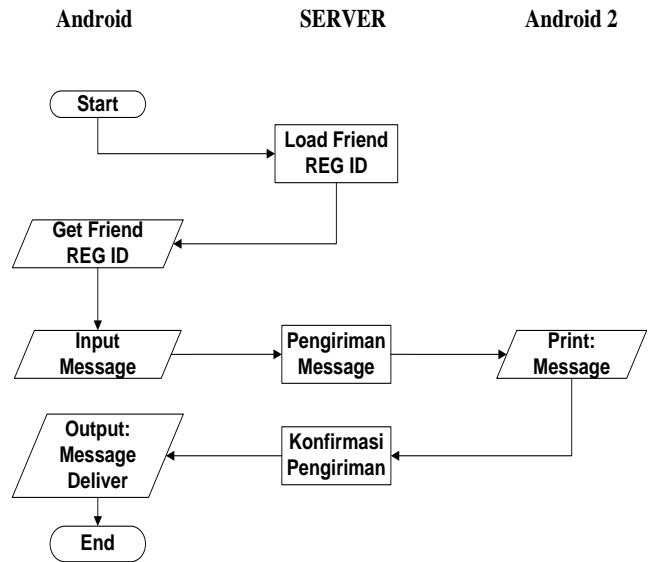 Android SERVER Android 2
Start
Load Friend
REG ID
Get Friend
REG ID
Input
Message
Pengiriman
Message
Print:
Message
Output:
Message
Deliver
Konfirmasi
Pengiriman
End